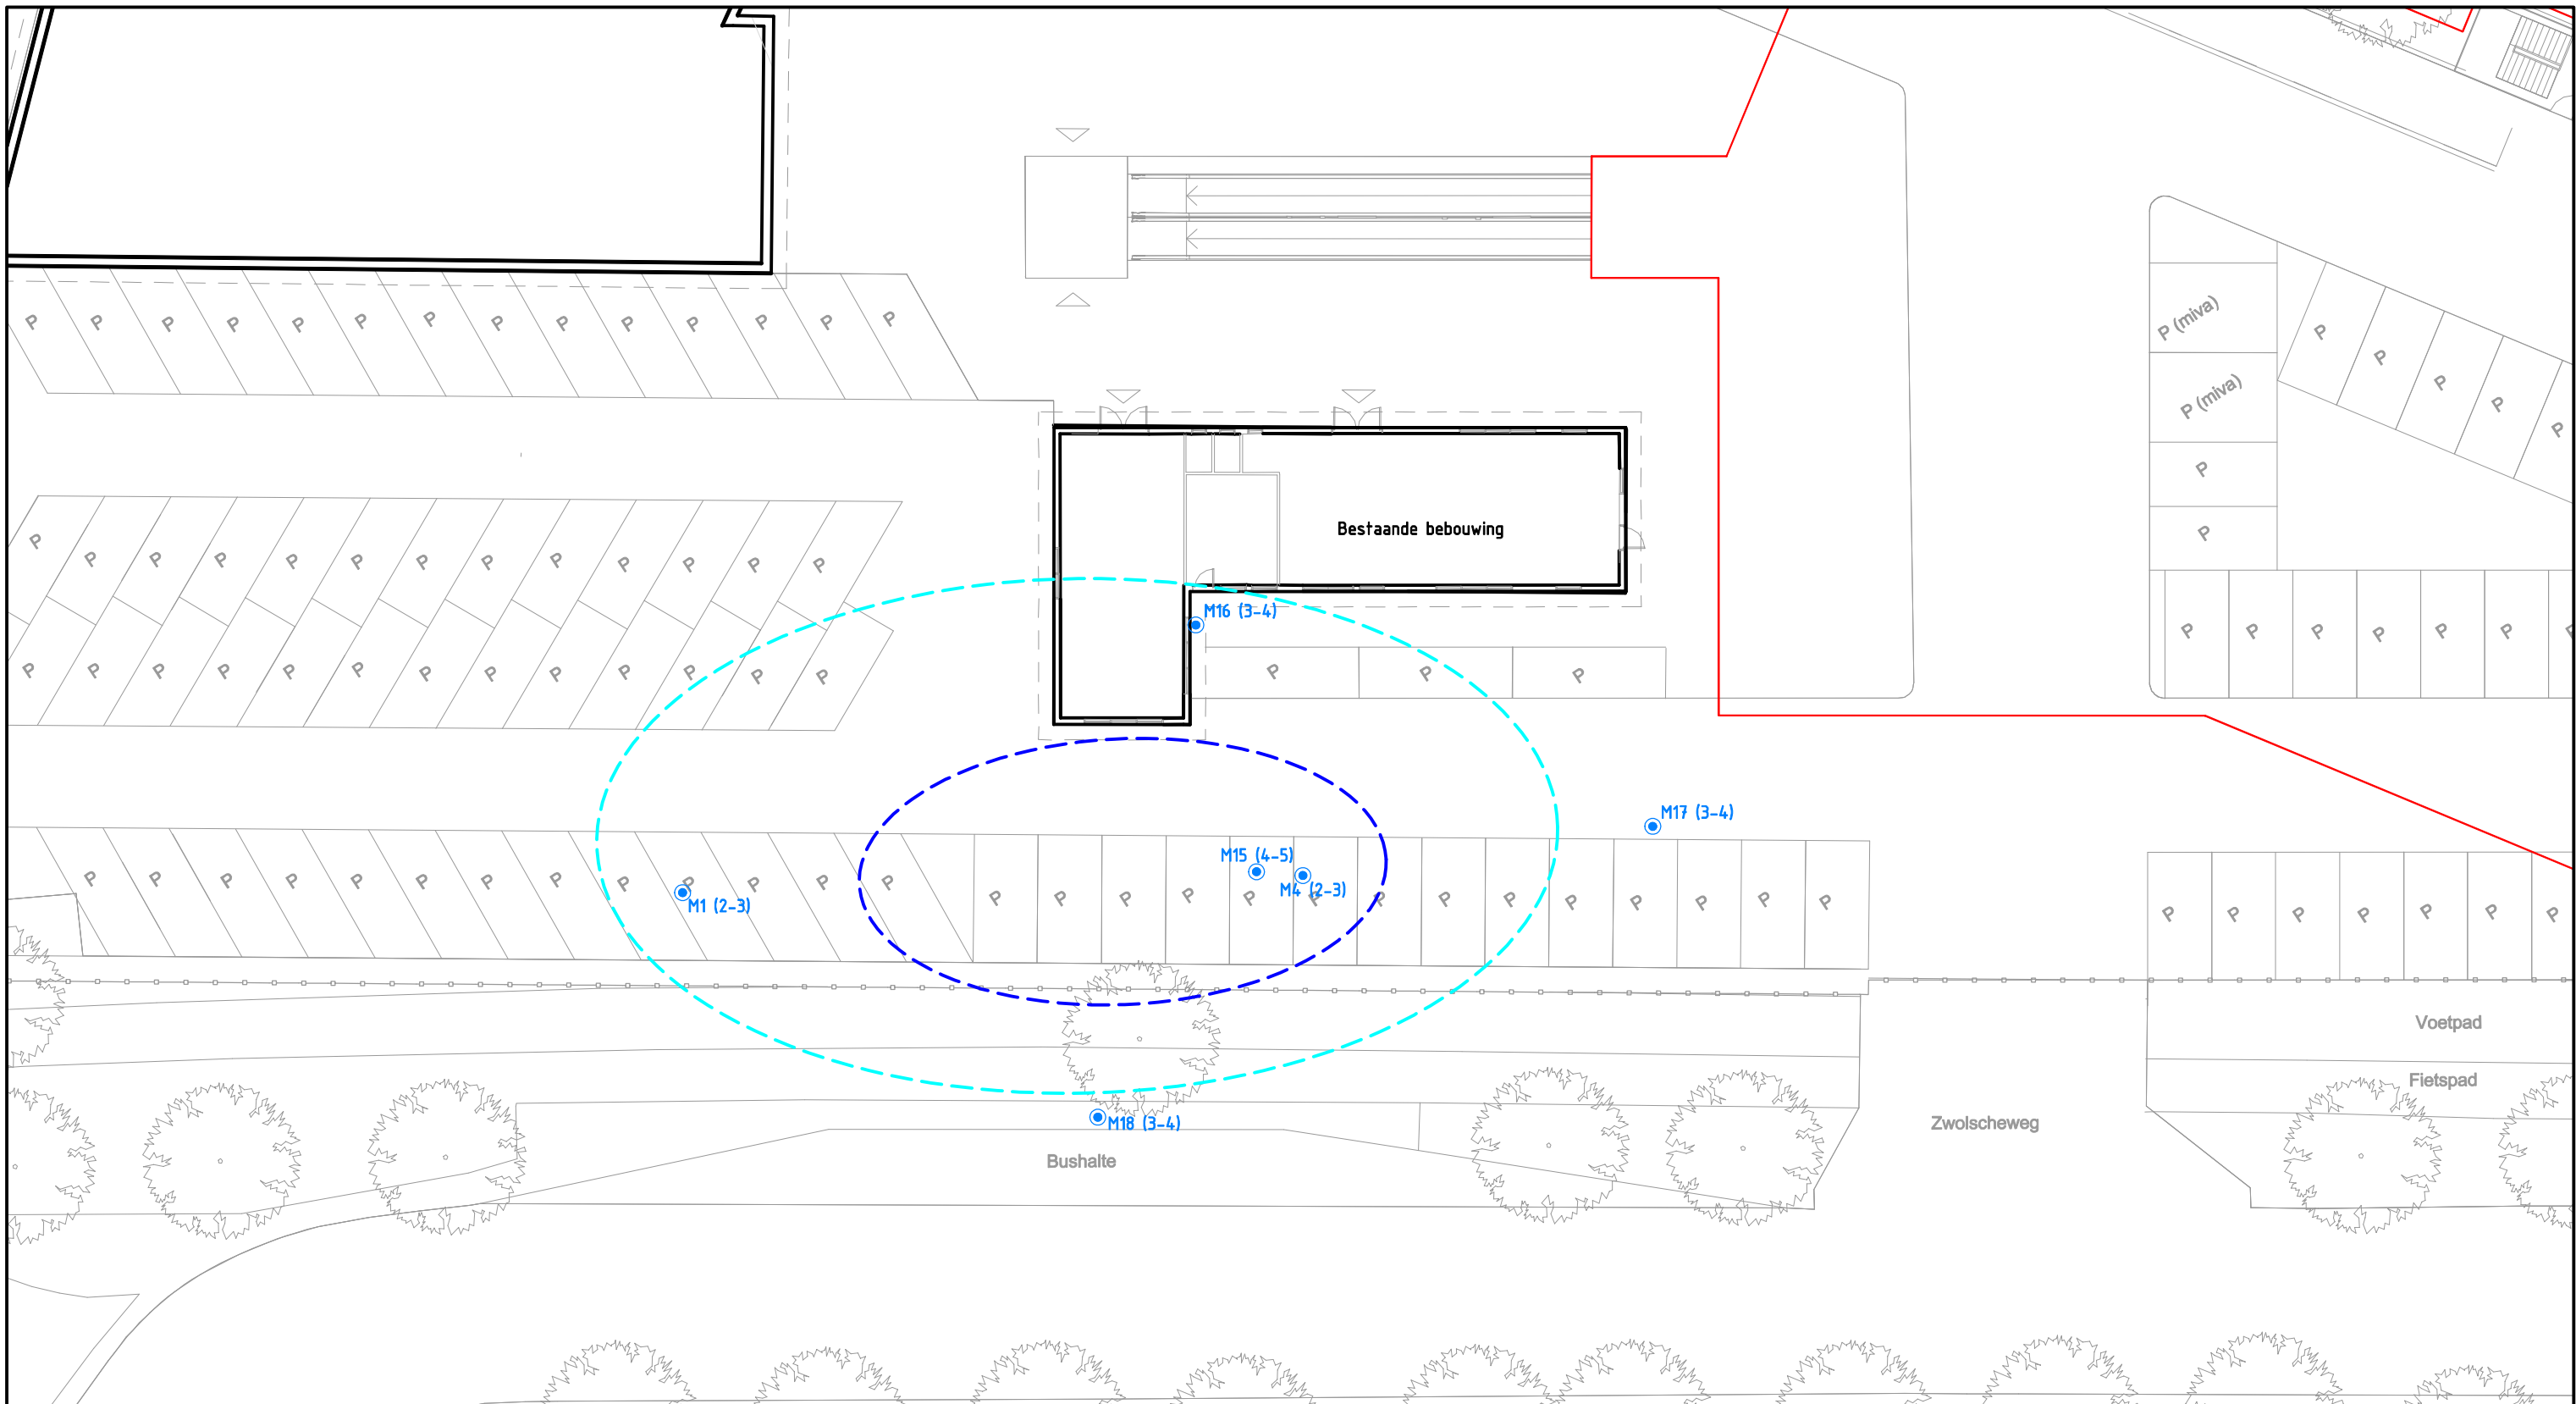 P P P P P P P P P P P P P P
P (miva)
P P P P P
P (miva)
P
P
Bestaande bebouwing
P P P P P P P P P P P P P
M16 (3-4)
P P P P P P P
P P P P P P P P P P P P P
P P P
M17 (3-4)
M15 (4-5)
P P P P P P P P P P P P P
M4 (2-3)
M1 (2-3)
P P P P P P P P P P P P P P
P P P P P P P
Voetpad
Fietspad
M18 (3-4)
Zwolscheweg
Bushalte